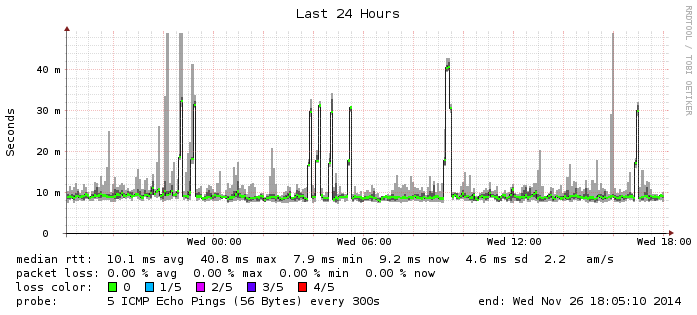 Last 24 Hours
RRDTOOL / TOBI OETIKER
Seconds
40 m
30 m
20 m
10 m
0
Wed 00:00 Wed 06:00 Wed 12:00 Wed 18:00
median rtt: 10.1 ms avg 40.8 ms max 7.9 ms min 9.2 ms now 4.6 ms sd 2.2 am/s
packet loss: 0.00 % avg 0.00 % max 0.00 % min 0.00 % now
loss color: 0 1/5 2/5 3/5 4/5
probe: 5 ICMP Echo Pings (56 Bytes) every 300s end: Wed Nov 26 18:05:10 2014